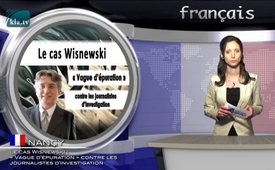 kla.tv
français
Le cas Wisnewski
« Vague d'épuration »
contre les
journalistes d'investigation
NANCY
LE CAS WISNEWSKI :
« VAGUE D'ÉPURATION » CONTRE LES
JOURNALISTES D'INVESTIGATION